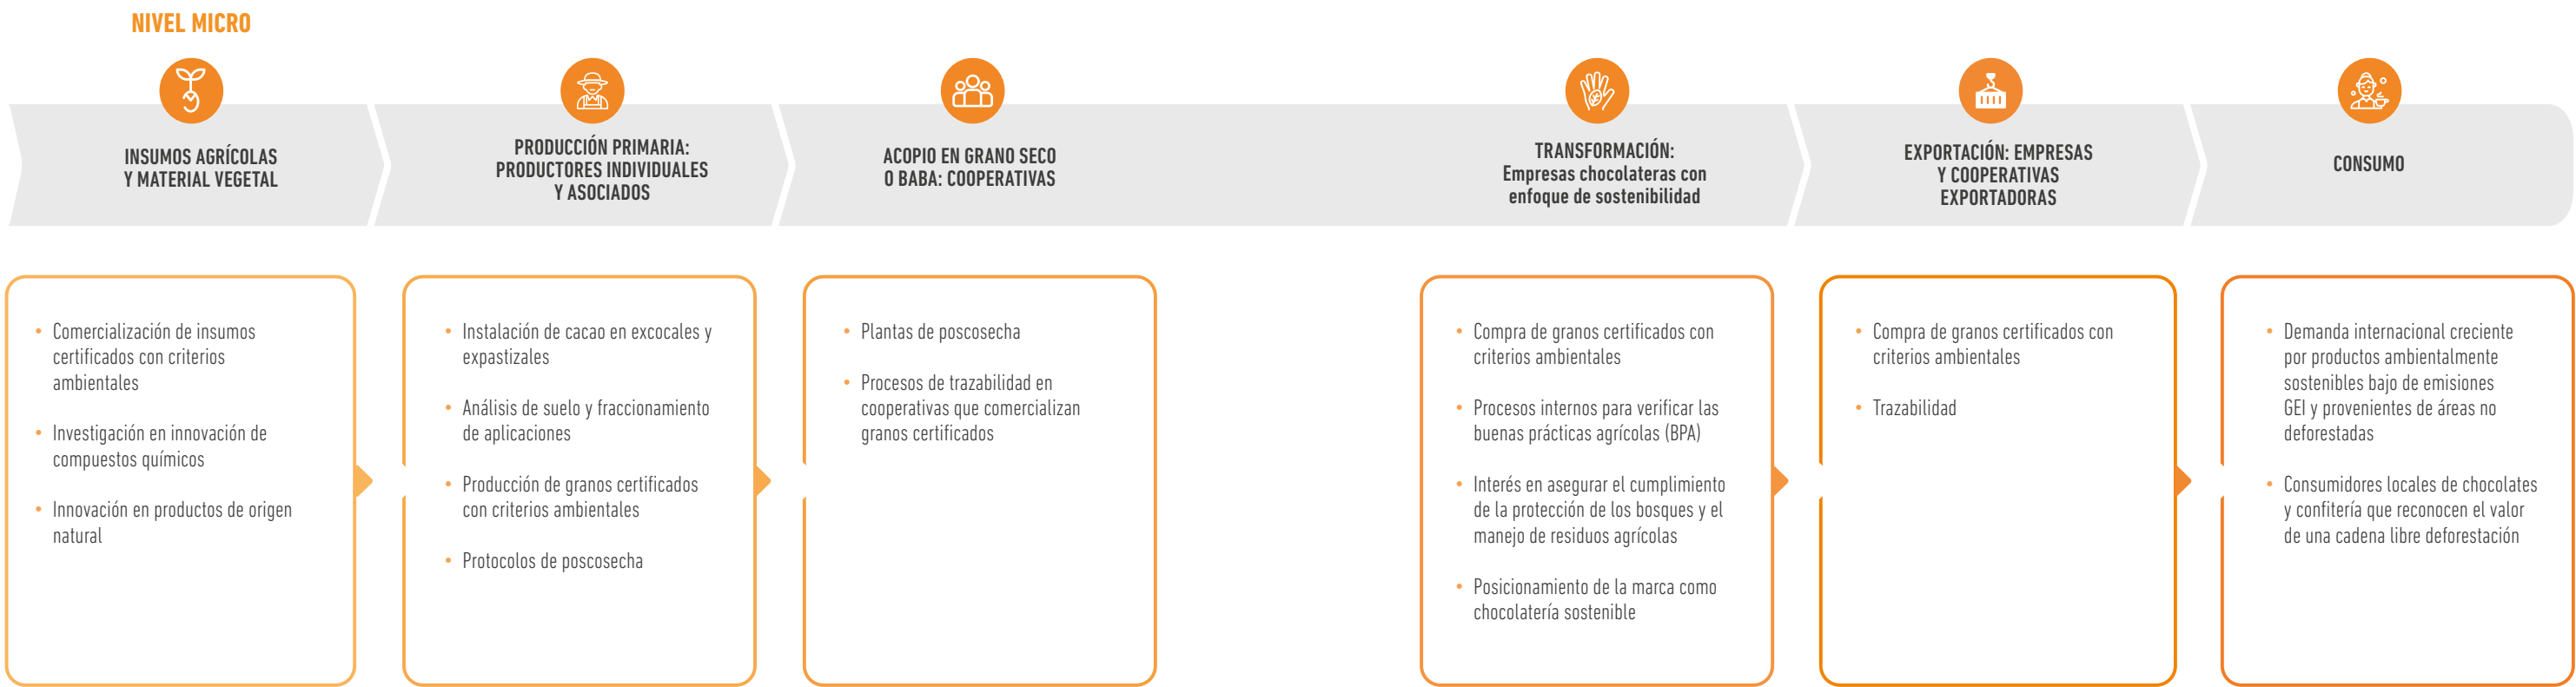 NIVEL MICRO
INSUMOS AGRÍCOLAS
Y MATERIAL VEGETAL
PRODUCCIÓN PRIMARIA:
PRODUCTORES INDIVIDUALES
Y ASOCIADOS
ACOPIO EN GRANO SECO
O BABA: COOPERATIVAS
TRANSFORMACIÓN:
Empresas chocolateras con
enfoque de sostenibilidad
EXPORTACIÓN: EMPRESAS
Y COOPERATIVAS
EXPORTADORAS
CONSUMO
• Comercialización de insumos
certificados con criterios
ambientales
• Investigación en innovación de
compuestos químicos
• Innovación en productos de origen
natural
• Instalación de cacao en excocales y
expastizales
• Análisis de suelo y fraccionamiento
de aplicaciones
• Producción de granos certificados
con criterios ambientales
• Protocolos de poscosecha
• Plantas de poscosecha
• Procesos de trazabilidad en
cooperativas que comercializan
granos certificados
• Compra de granos certificados con
criterios ambientales
• Procesos internos para verificar las
buenas prácticas agrícolas (BPA)
• Interés en asegurar el cumplimiento
de la protección de los bosques y el
manejo de residuos agrícolas
• Posicionamiento de la marca como
chocolatería sostenible
• Compra de granos certificados con
criterios ambientales
• Trazabilidad
• Demanda internacional creciente
por productos ambientalmente
sostenibles bajo de emisiones
GEI y provenientes de áreas no
deforestadas
• Consumidores locales de chocolates
y confitería que reconocen el valor
de una cadena libre deforestación